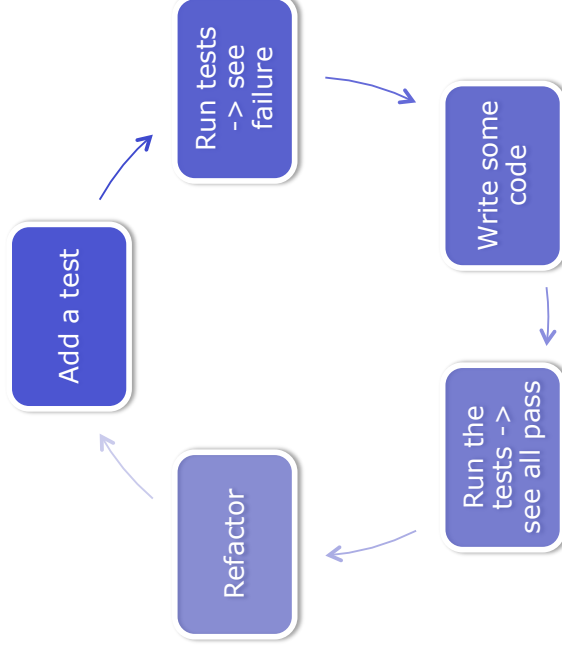 Add a test
Run tests
-> see
failure
Write some
code
Run the
tests ->
see all pass
Refactor